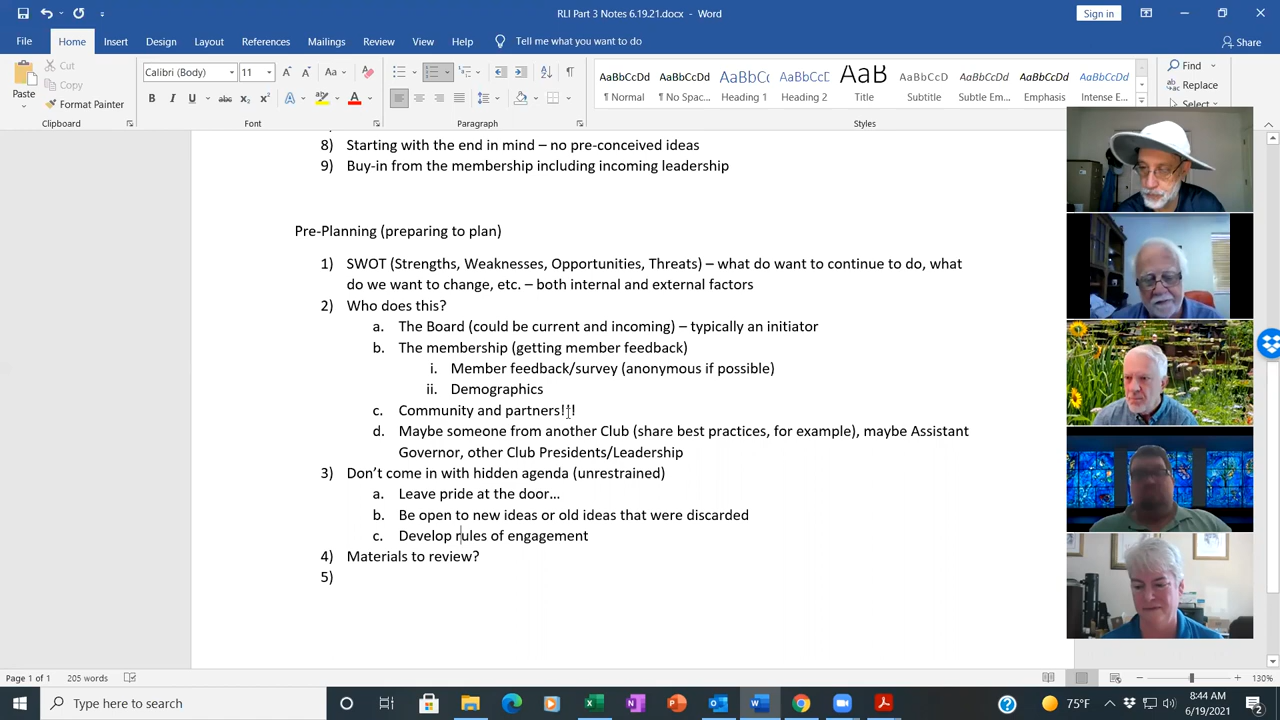 RLI Part 3 Notes 6.19.21.docx - Word
Sign in
File Home Insert Design Layout References Mailings Review View Help Tell me what you want to do
Share
Cut
Copy
Format Painter
Paste
Calibri (Body) 11
AaBbCcDd AaBbCcDd AaBbCc AaBbCcD AaB AaBbCcD AaBbCcDd AaBbCcDd AaBbCcDd
¶ Normal ¶ No Spac... Heading 1 Heading 2 Title Subtitle Subtle Em... Emphasis Intense E...
Find
Replace
Select
Clipboard Font Paragraph Styles
8) Starting with the end in mind – no pre-conceived ideas
9) Buy-in from the membership including incoming leadership
Pre-Planning (preparing to plan)
1) SWOT (Strengths, Weaknesses, Opportunities, Threats) – what do want to continue to do, what
do we want to change, etc. – both internal and external factors
2) Who does this?
a. The Board (could be current and incoming) – typically an initiator
b. The membership (getting member feedback)
i. Member feedback/survey (anonymous if possible)
ii. Demographics
c. Community and partners!!!
d. Maybe someone from another Club (share best practices, for example), maybe Assistant
Governor, other Club Presidents/Leadership
3) Don't come in with hidden agenda (unrestrained)
a. Leave pride at the door...
b. Be open to new ideas or old ideas that were discarded
c. Develop rules of engagement
4) Materials to review?
5)
Page 1 of 1 205 words
130%
Type here to search
75°F
8:44 AM
6/19/2021
2